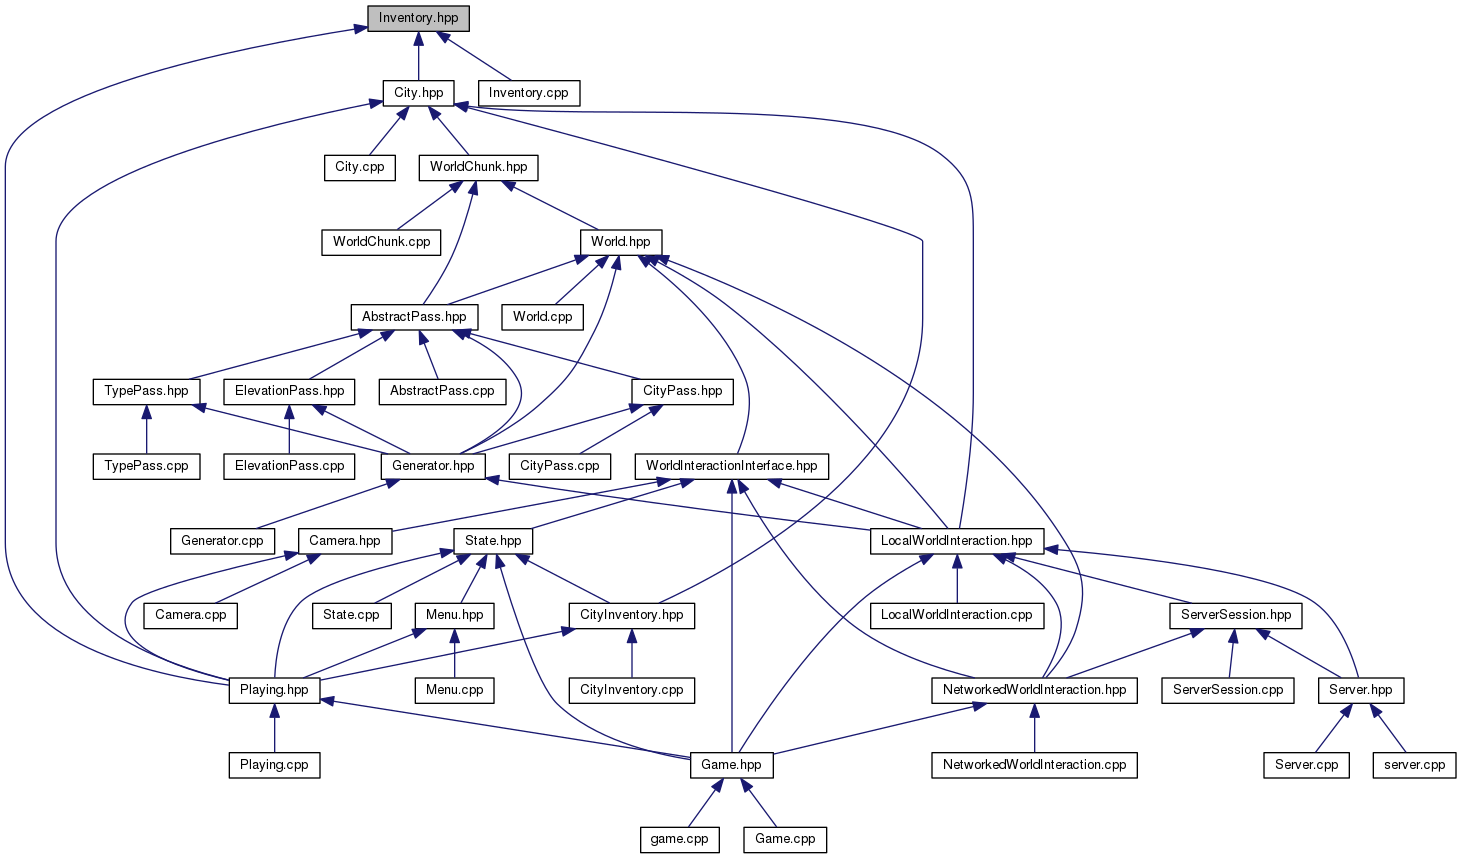 Inventory.hpp
City.hpp
Inventory.cpp
City.cpp
WorldChunk.hpp
WorldChunk.cpp
World.hpp
AbstractPass.hpp
World.cpp
TypePass.hpp
ElevationPass.hpp
AbstractPass.cpp
CityPass.hpp
TypePass.cpp
ElevationPass.cpp
Generator.hpp
CityPass.cpp
WorldInteractionInterface.hpp
Generator.cpp
Camera.hpp
State.hpp
LocalWorldInteraction.hpp
Camera.cpp
State.cpp
Menu.hpp
CityInventory.hpp
LocalWorldInteraction.cpp
ServerSession.hpp
Playing.hpp
Menu.cpp
CityInventory.cpp
NetworkedWorldInteraction.hpp
ServerSession.cpp
Server.hpp
Playing.cpp
Game.hpp
NetworkedWorldInteraction.cpp
Server.cpp
server.cpp
game.cpp
Game.cpp